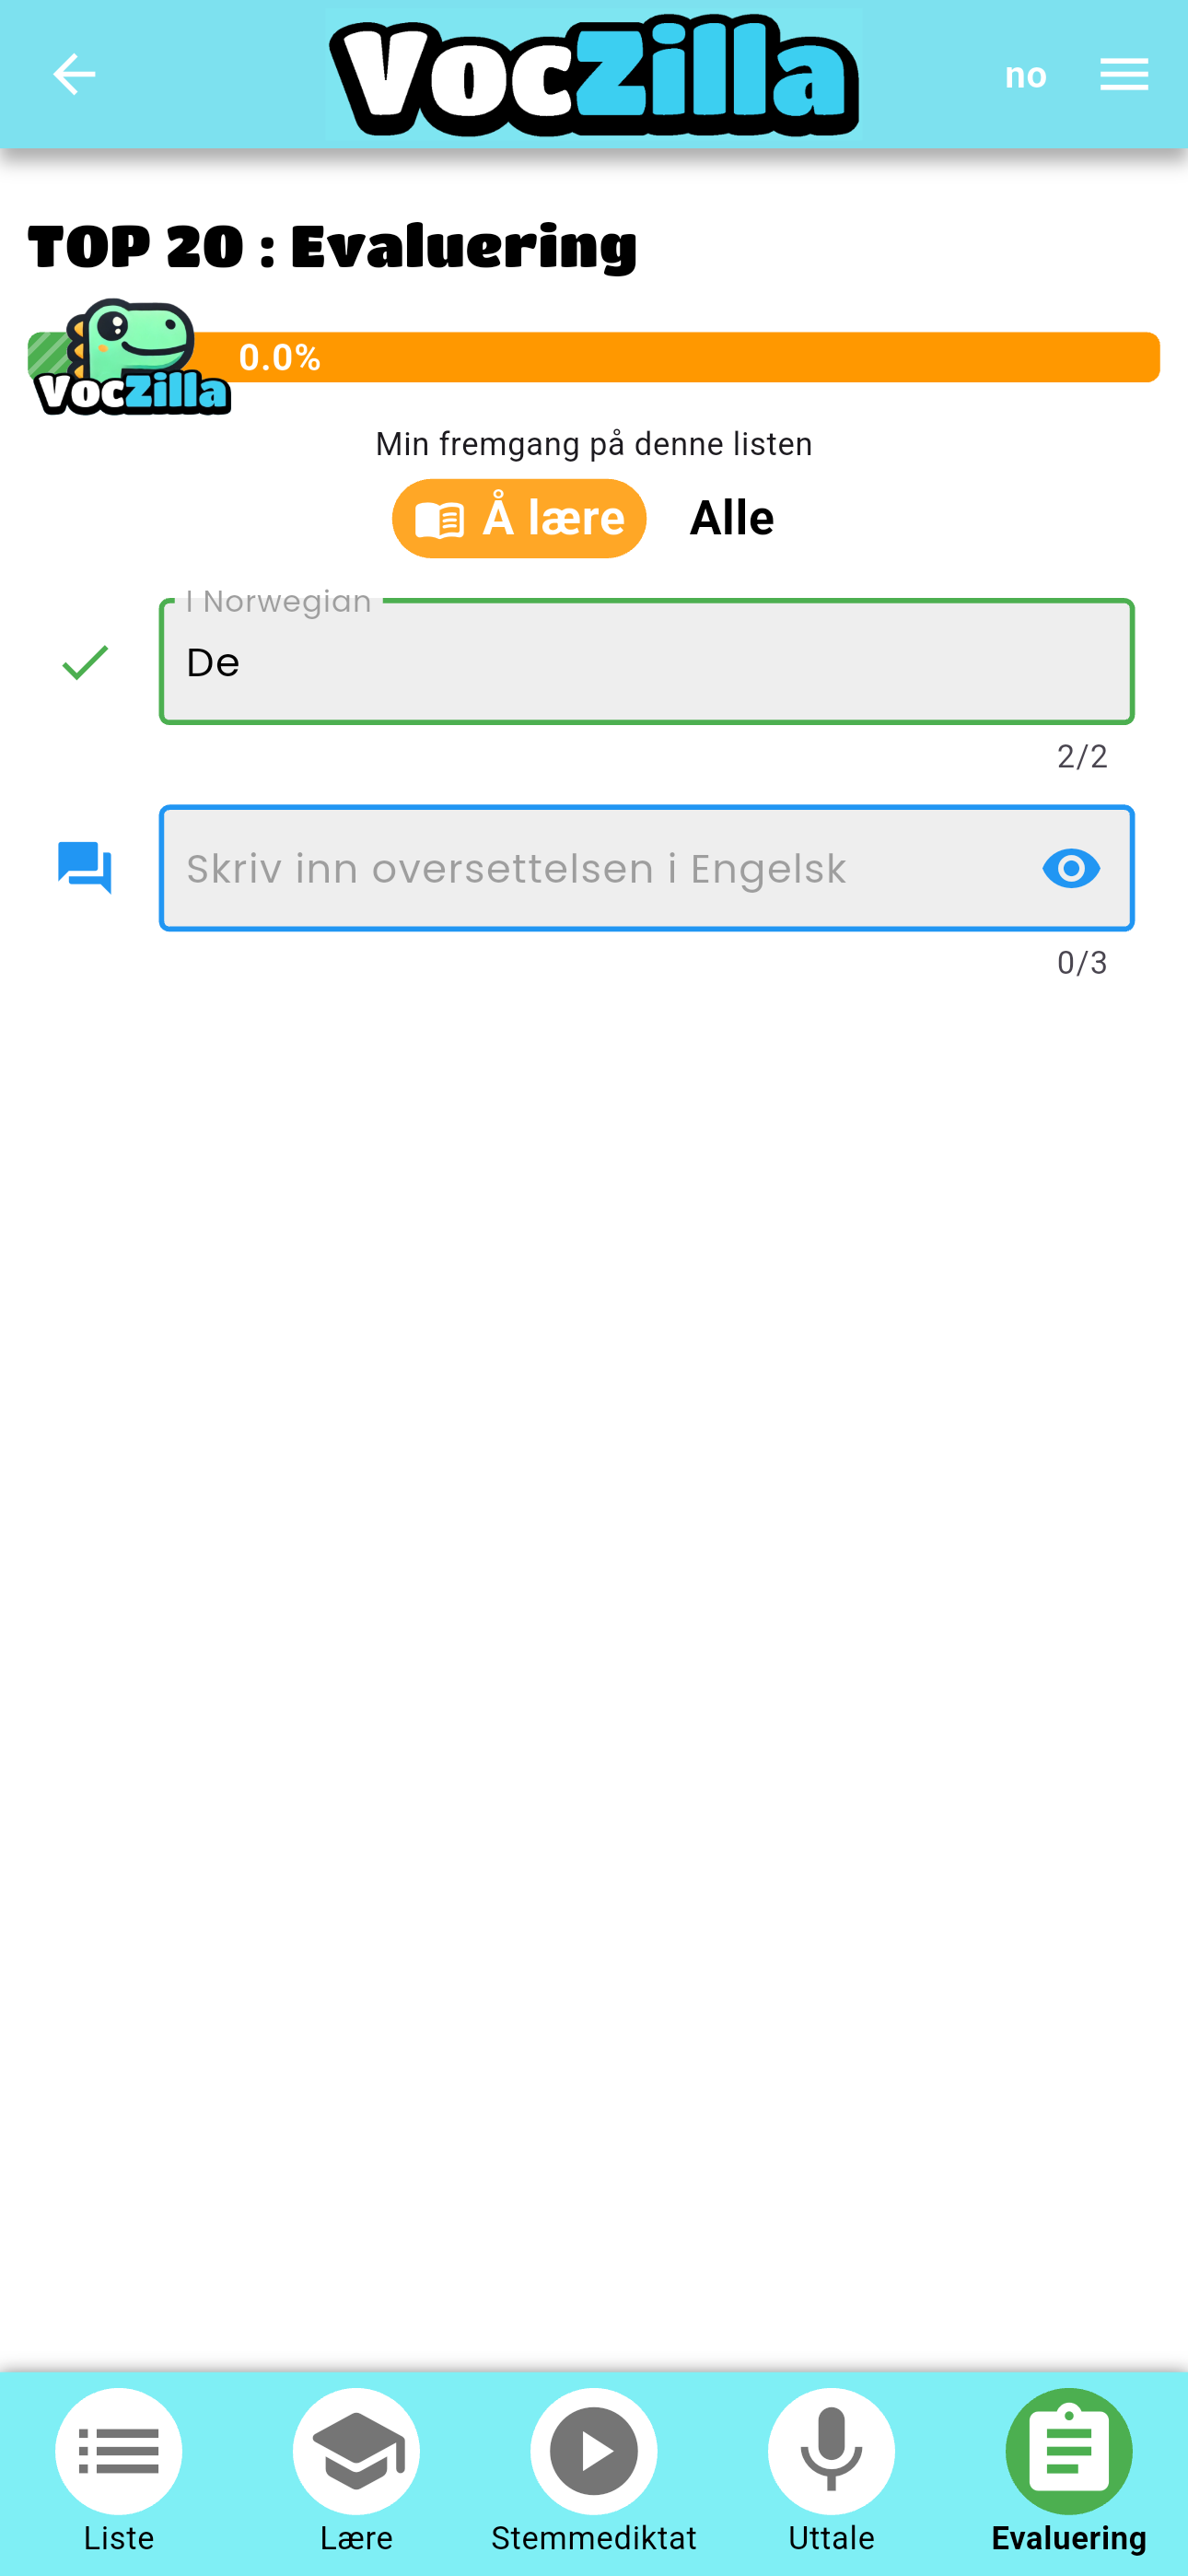 VocZilla
no
TOP 20 : Evaluering
0.0%
VocZilla
Min fremgang på denne listen
Å lære
Alle
I Norwegian
De
2/2
Skriv inn oversettelsen i Engelsk
0/3
Liste
Lære
Stemmediktat
Uttale
Evaluering